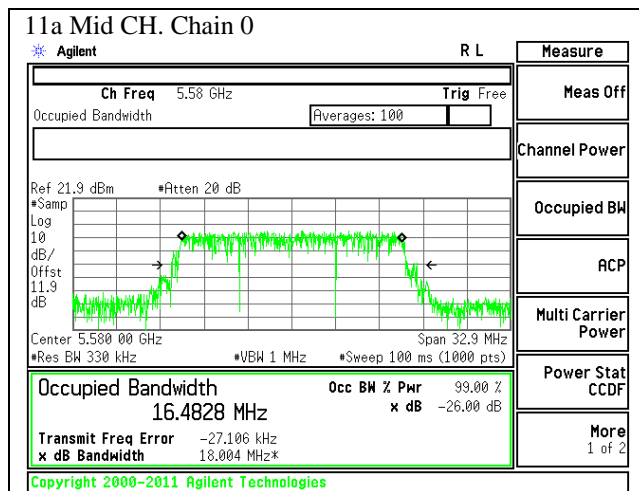 11a Mid CH. Chain 0
Agilent R L Measure
Ch Freq 5.58 GHz Trig Free
Meas Off
Occupied Bandwidth Averages: 100
Channel Power
Ref 21.9 dBm #Atten 20 dB
#Samp
Log
10
dB/
Offst
11.9
dB
Occupied BW
ACP
Multi Carrier
Power
Center 5.580 00 GHz Span 32.9 MHz
#Res BW 330 kHz #VBW 1 MHz #Sweep 100 ms (1000 pts)
Occupied Bandwidth Occ BW % Pwr 99.00 %
16.4828 MHz x dB -26.00 dB
Power Stat
CCDF
Transmit Freq Error -27.106 kHz
x dB Bandwidth 18.004 MHz*
More
1 of 2
Copyright 2000-2011 Agilent Technologies